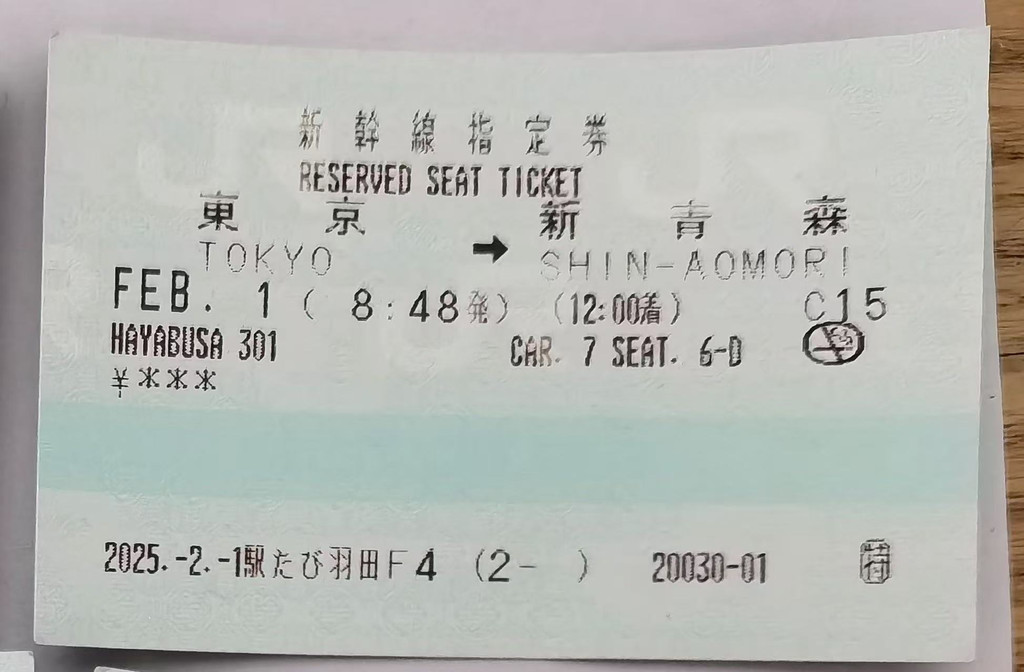 新幹線指定券
RESERVED SEAT TICKET
東京 → 新青森
TOKYO SHIN-AOMORI
FEB. 1 ( 8:48発) (12:00着) C15
HAYABUSA 301 CAR. 7 SEAT. 6-D
¥***
2025.-2.-1駅たび羽田F4 (2- ) 20030-01 特